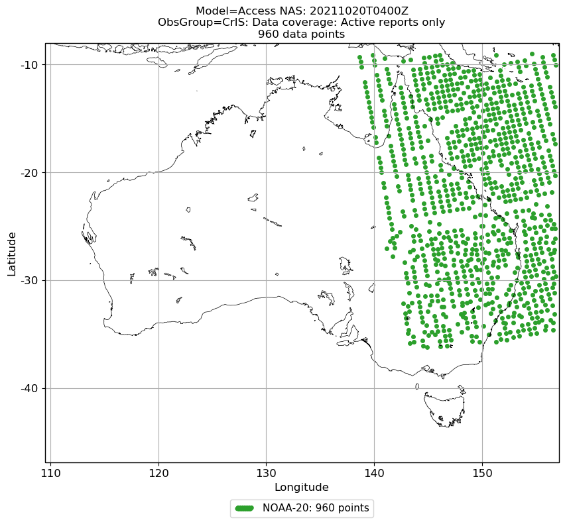 Model=Access NAS: 20211020T0400Z
ObsGroup=CrIS: Data coverage: Active reports only
960 data points
-10
-20
-30
-40
Latitude
110
120
130
140
150
Longitude
NOAA-20: 960 points